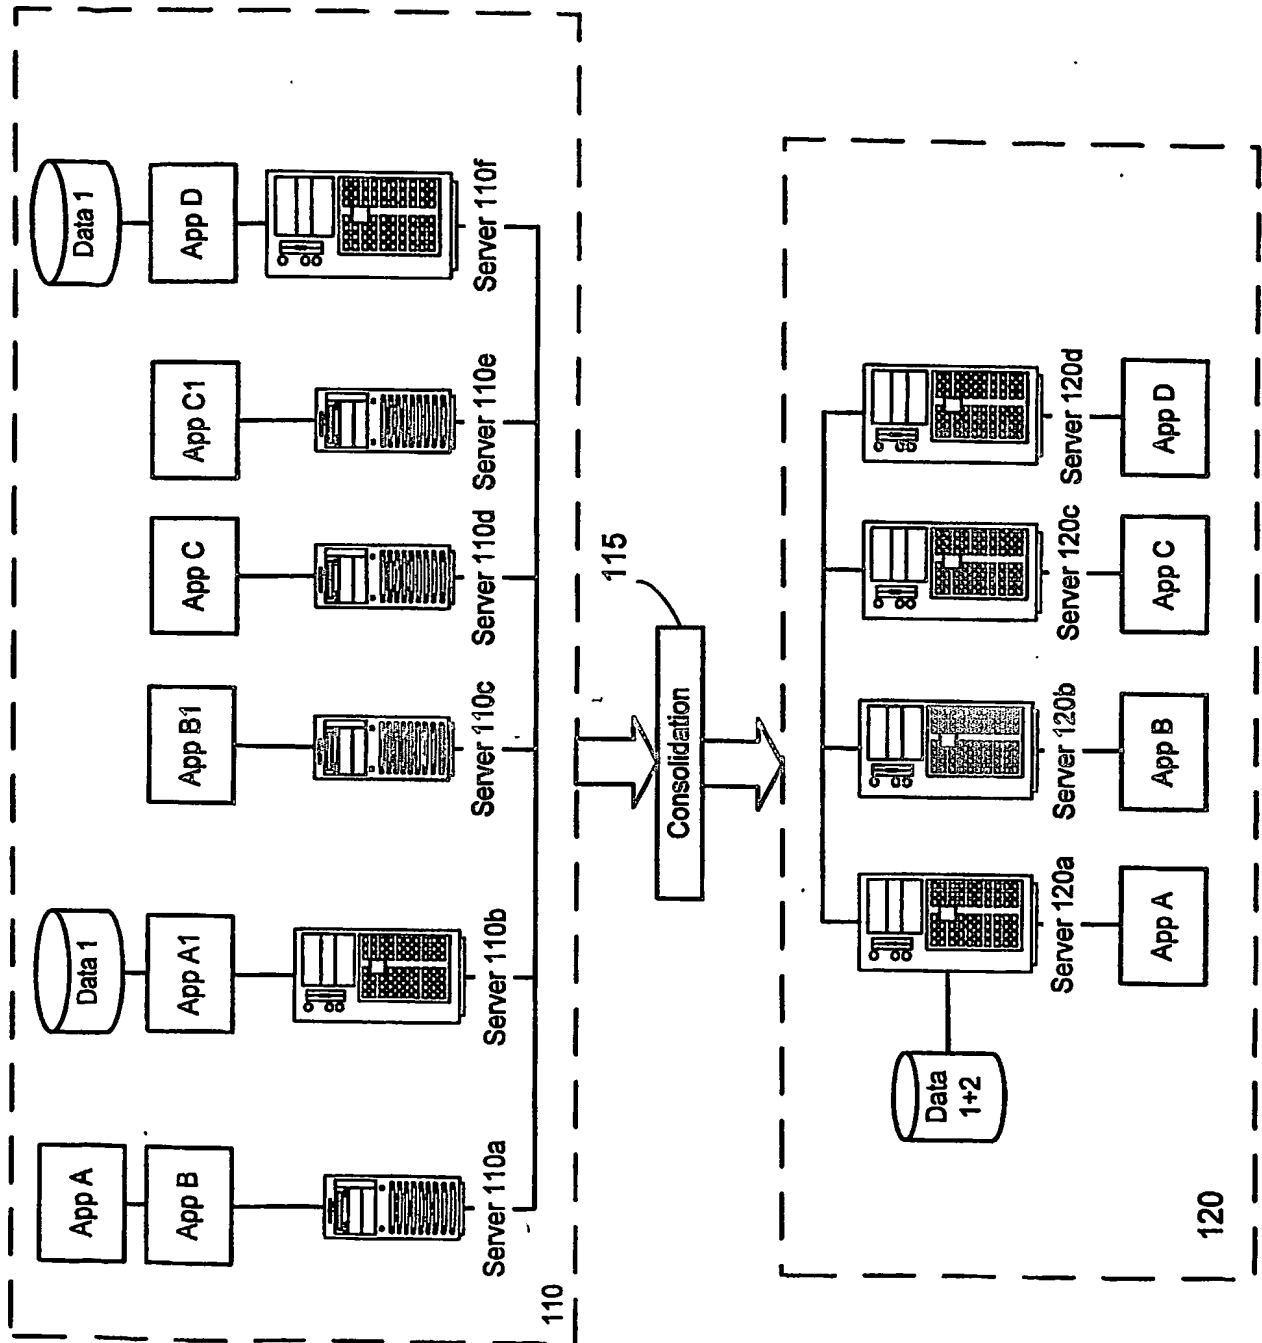 App A
App B
Server 110a
Data 1
App A1
Server 110b
App B1
Server 110c
App C
Server 110d
App C1
Server 110e
Data 1
App D
Server 110f
110
Consolidation
115
Data
1+2
Server 120a
App A
Server 120b
App B
Server 120c
App C
Server 120d
App D
120